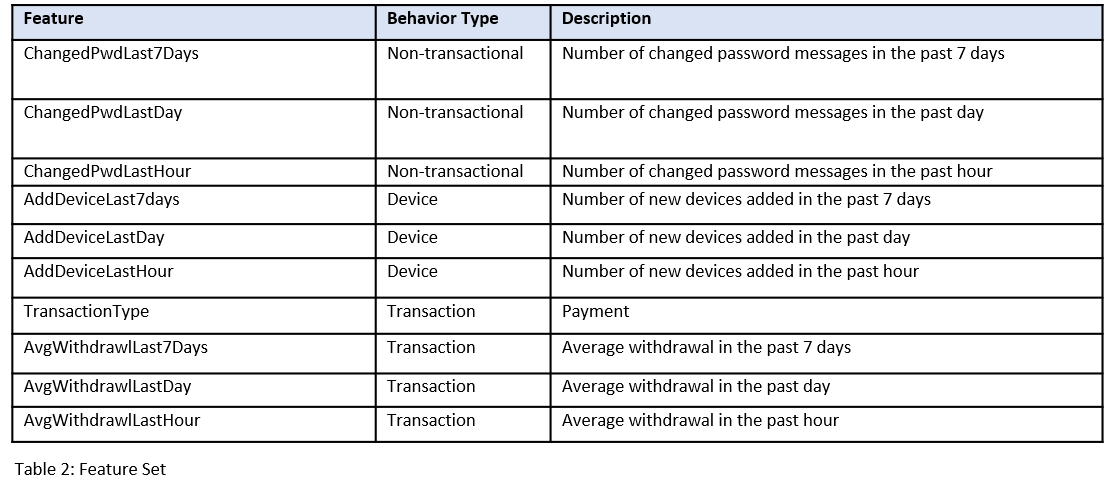 Feature Behavior Type Description
ChangedPwdLast7Days Non-transactional Number of changed password messages in the past 7 days
ChangedPwdLastDay Non-transactional Number of changed password messages in the past day
ChangedPwdLastHour Non-transactional Number of changed password messages in the past hour
AddDeviceLast7days Device Number of new devices added in the past 7 days
AddDeviceLastDay Device Number of new devices added in the past day
AddDeviceLastHour Device Number of new devices added in the past hour
TransactionType Transaction Payment
AvgWithdrawlLast7Days Transaction Average withdrawal in the past 7 days
AvgWithdrawlLastDay Transaction Average withdrawal in the past day
AvgWithdrawlLastHour Transaction Average withdrawal in the past hour
Table 2: Feature Set